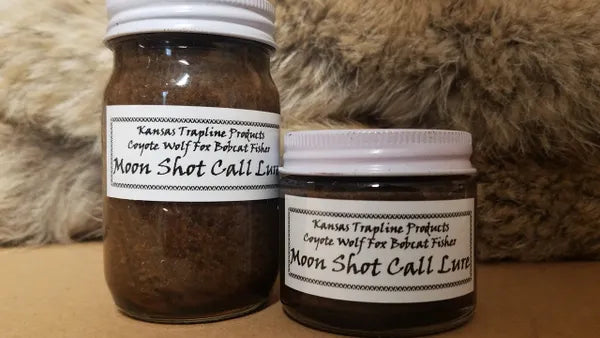 Kansas Trapline Products
Coyote Wolf Fox Bobcat Fisher
Moon Shot Call Lure
Kansas Trapline Products
Coyote Wolf Fox Bobcat Fisher
Moon Shot Call Lure